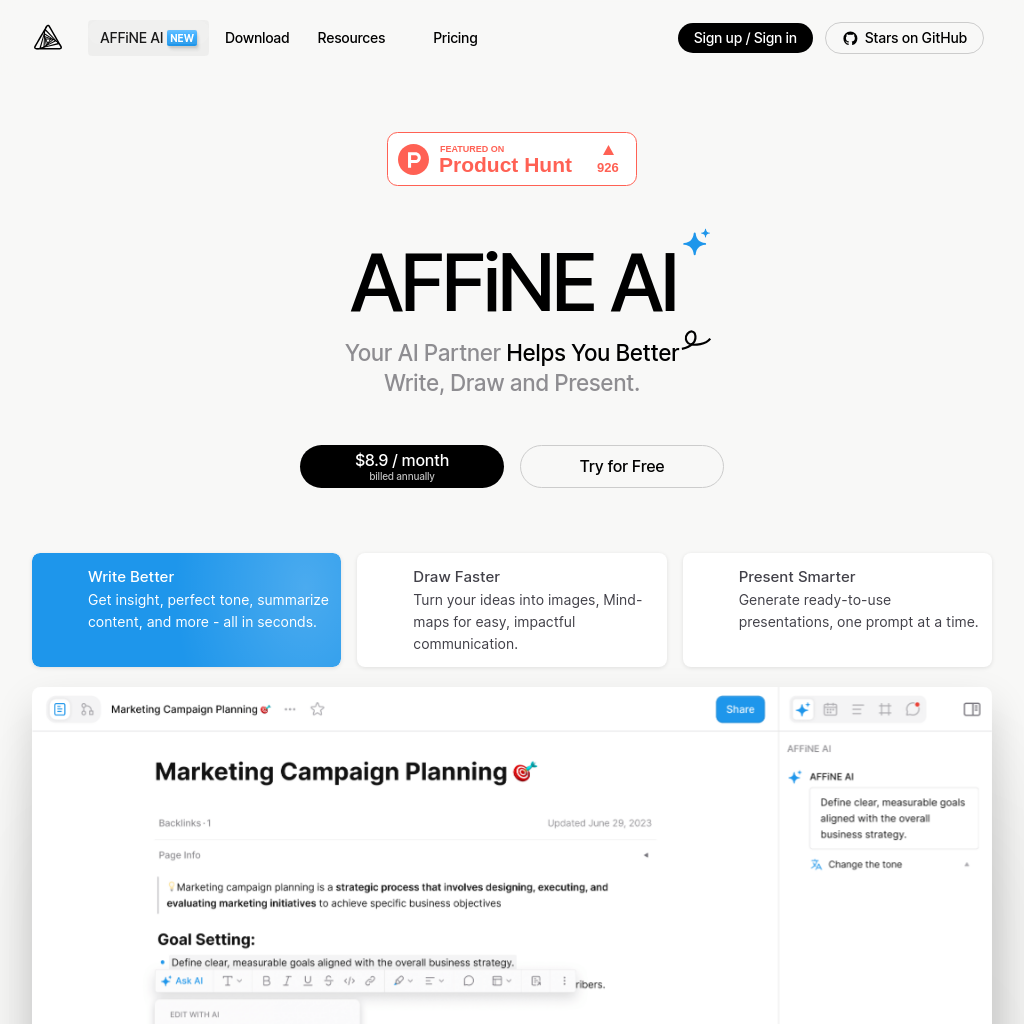 AFFiNE AI NEW
Download
Resources
Pricing
Sign up / Sign in
Stars on GitHub
FEATURED ON
Product Hunt
926
AFFiNE AI
Your AI Partner Helps You Better
Write, Draw and Present.
$8.9 / month
billed annually
Try for Free
Write Better
Get insight, perfect tone, summarize
content, and more - all in seconds.
Draw Faster
Turn your ideas into images, Mind-
maps for easy, impactful
communication.
Present Smarter
Generate ready-to-use
presentations, one prompt at a time.
Marketing Campaign Planning
Share
Marketing Campaign Planning
Backlinks · 1
Updated June 29, 2023
Page Info
Marketing campaign planning is a strategic process that involves designing, executing, and
evaluating marketing initiatives to achieve specific business objectives
Goal Setting:
Define clear, measurable goals aligned with the overall business strategy.
Ask AI
ribers.
EDIT WITH AI
AFFiNE AI
AFFiNE AI
Define clear, measurable goals
aligned with the overall
business strategy.
Change the tone